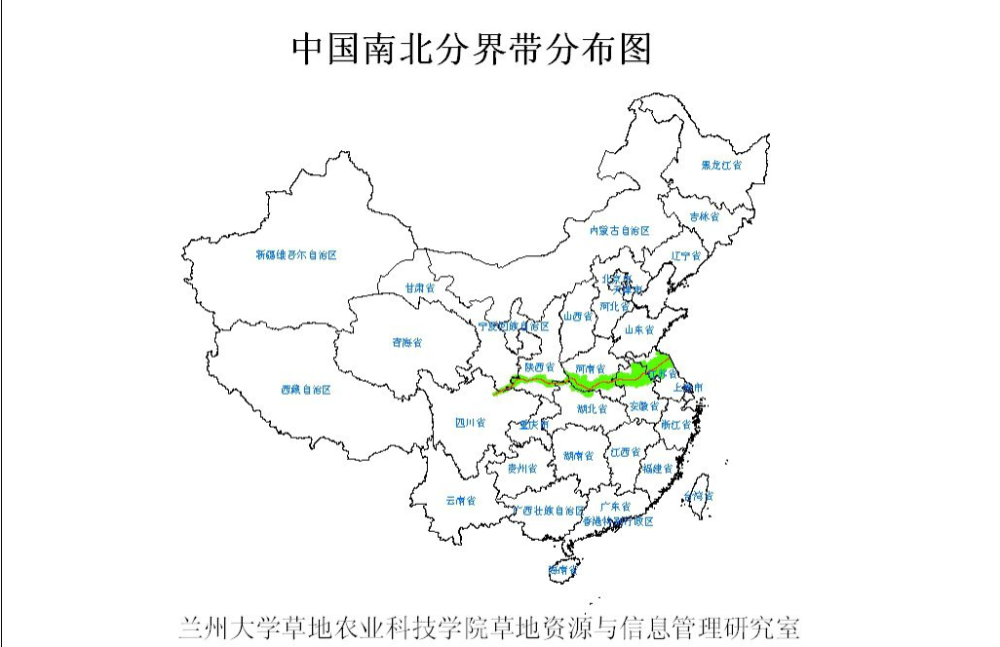 中国南北分界带分布图
黑龙江省
吉林省
内蒙古自治区
辽宁省
新疆维吾尔自治区
北京市
天津市
甘肃省
河北省
山西省
宁夏回族自治区
山东省
青海省
陕西省
河南省
江苏省
西藏自治区
上海市
湖北省
安徽省
四川省
重庆市
浙江省
湖南省
江西省
贵州省
福建省
云南省
台湾省
广西壮族自治区
广东省
香港特别行政区
海南省
兰州大学草地农业科技学院草地资源与信息管理研究室